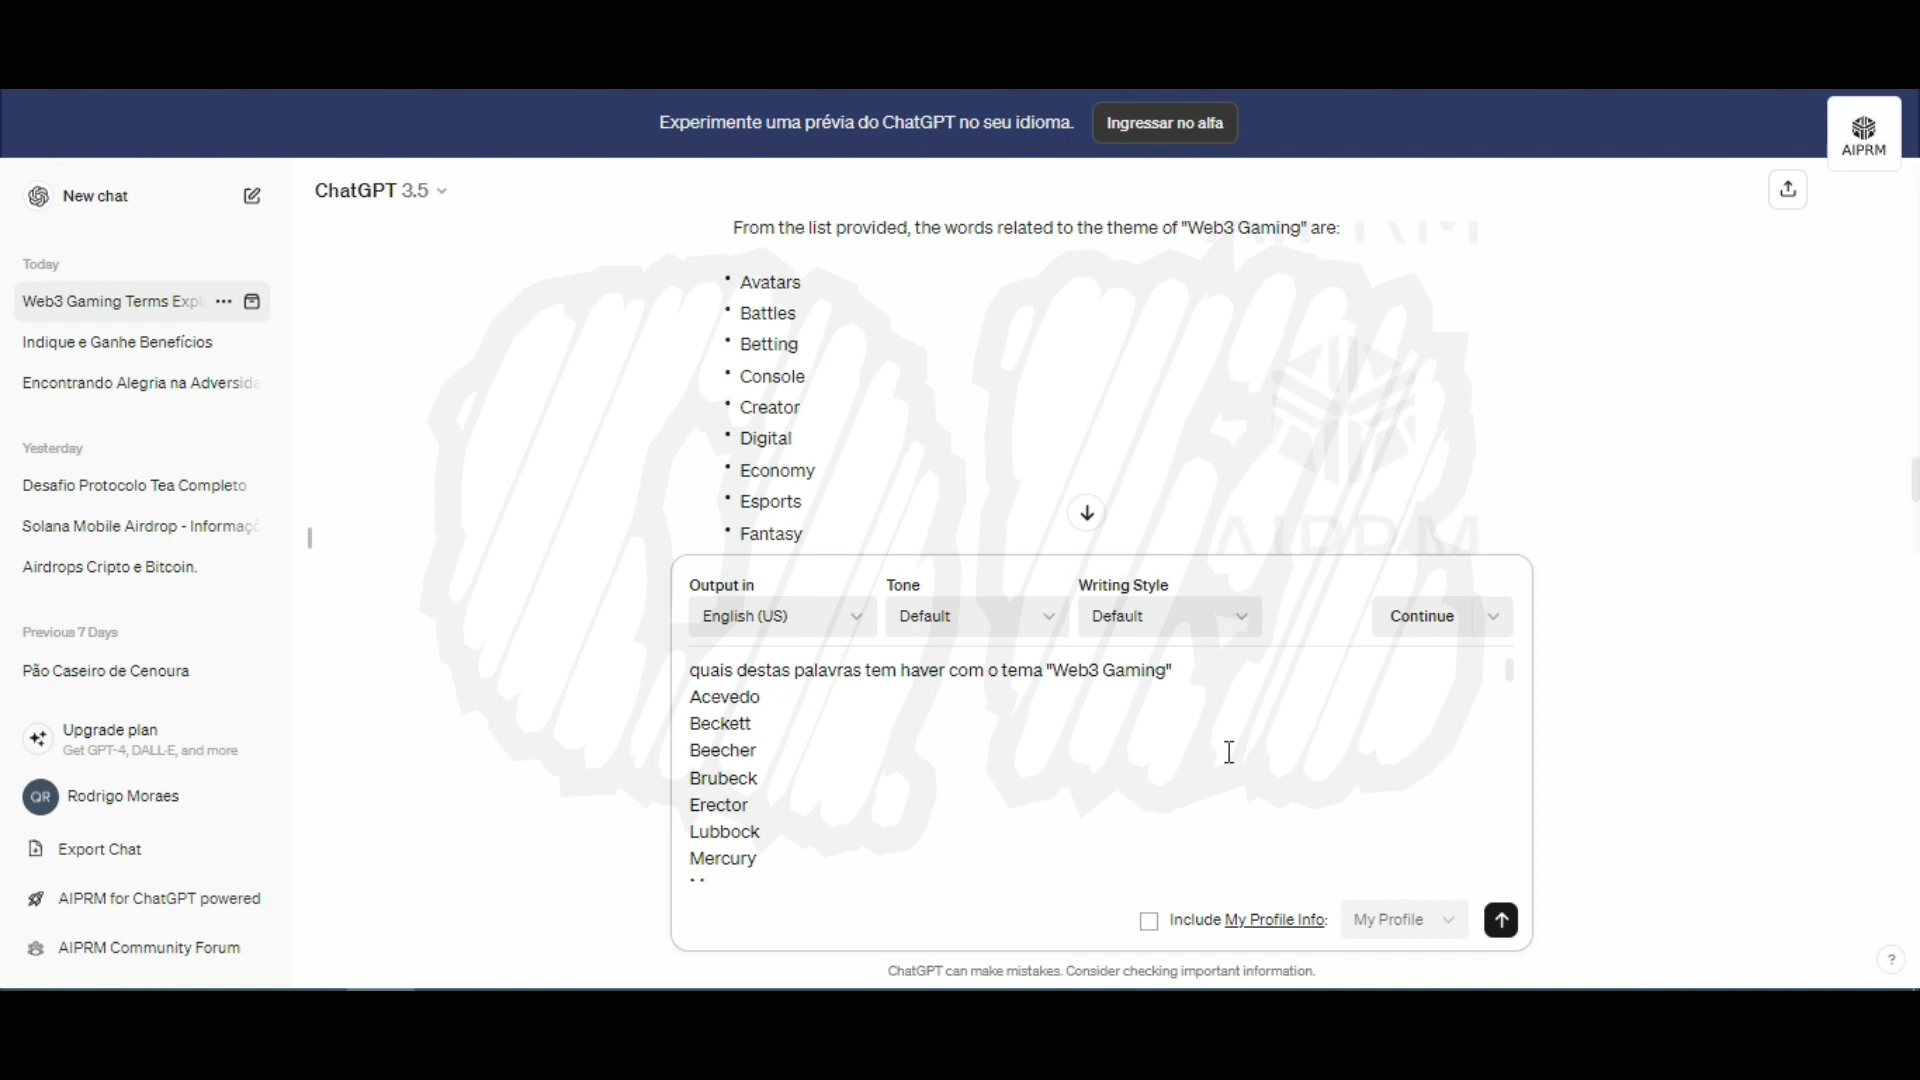 Experimente uma prévia do ChatGPT no seu idioma. Ingressar no alfa
AIPRM
New chat
ChatGPT 3.5
Today
Web3 Gaming Terms Expl
Indique e Ganhe Benefícios
Encontrando Alegria na Adversida
Yesterday
Desafio Protocolo Tea Completo
Solana Mobile Airdrop - Informaçõ
Airdrops Cripto e Bitcoin.
Previous 7 Days
Pão Caseiro de Cenoura
Upgrade plan
Get GPT-4, DALL·E, and more
QR Rodrigo Moraes
Export Chat
AIPRM for ChatGPT powered
AIPRM Community Forum
From the list provided, the words related to the theme of "Web3 Gaming" are:
• Avatars
• Battles
• Betting
• Console
• Creator
• Digital
• Economy
• Esports
• Fantasy
AIPRM
Output in Tone Writing Style
English (US) Default Default Continue
quais destas palavras tem haver com o tema "Web3 Gaming"
Acevedo
Beckett
Beecher
Brubeck
Erector
Lubbock
Mercury
Include My Profile Info: My Profile
ChatGPT can make mistakes. Consider checking important information.
?